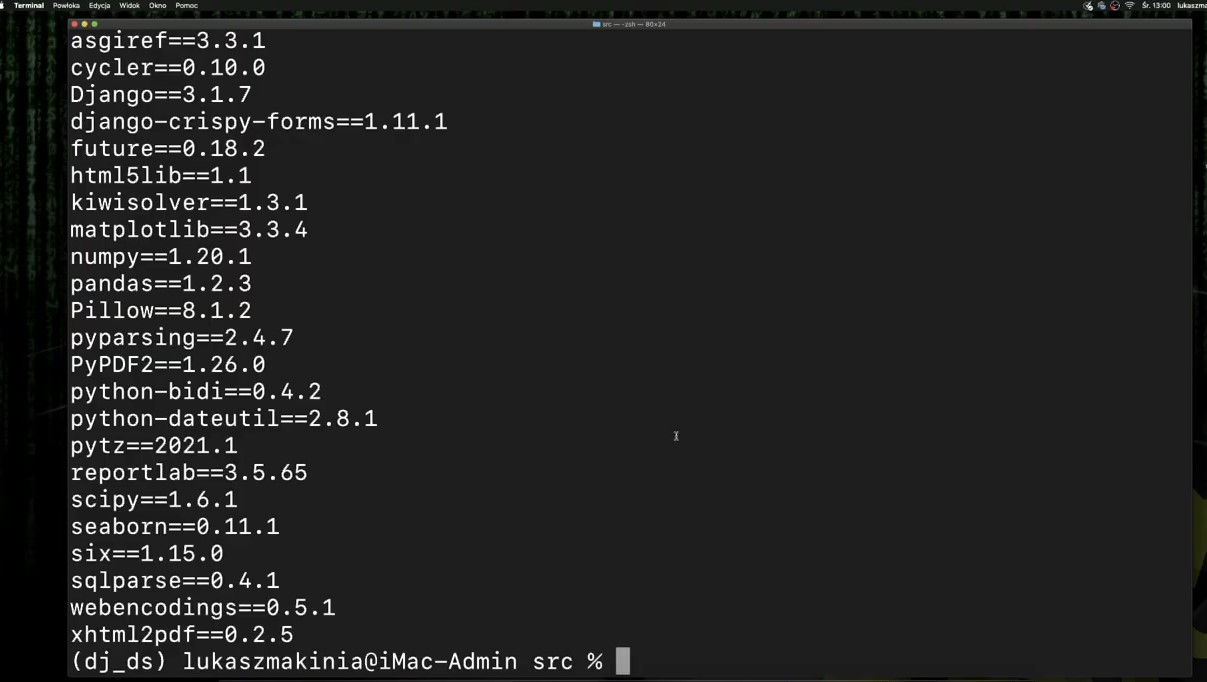 Terminal Powłoka Edycja Widok Okno Pomoc Śr. 13:00 lukaszma
src — -zsh — 80×24
asgiref==3.3.1
cycler==0.10.0
Django==3.1.7
django-crispy-forms==1.11.1
future==0.18.2
html5lib==1.1
kiwisolver==1.3.1
matplotlib==3.3.4
numpy==1.20.1
pandas==1.2.3
Pillow==8.1.2
pyparsing==2.4.7
PyPDF2==1.26.0
python-bidi==0.4.2
python-dateutil==2.8.1
pytz==2021.1
reportlab==3.5.65
scipy==1.6.1
seaborn==0.11.1
six==1.15.0
sqlparse==0.4.1
webencodings==0.5.1
xhtml2pdf==0.2.5
(dj_ds) lukaszmakinia@iMac-Admin src %